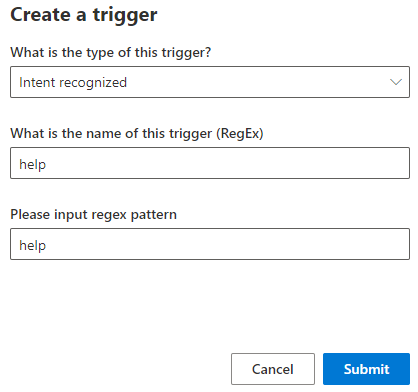 Create a trigger
What is the type of this trigger?
Intent recognized
What is the name of this trigger (RegEx)
help
Please input regex pattern
help
Cancel Submit